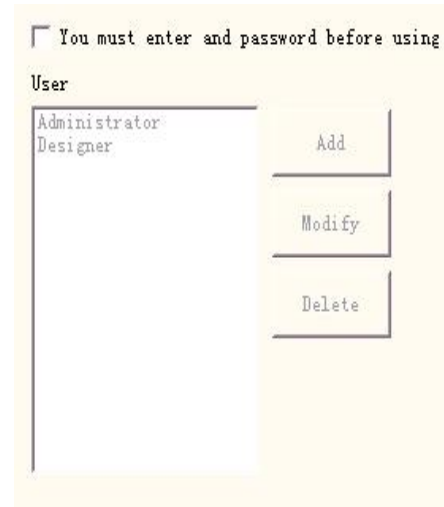 You must enter and password before using
User
Administrator
Designer
Add
Modify
Delete